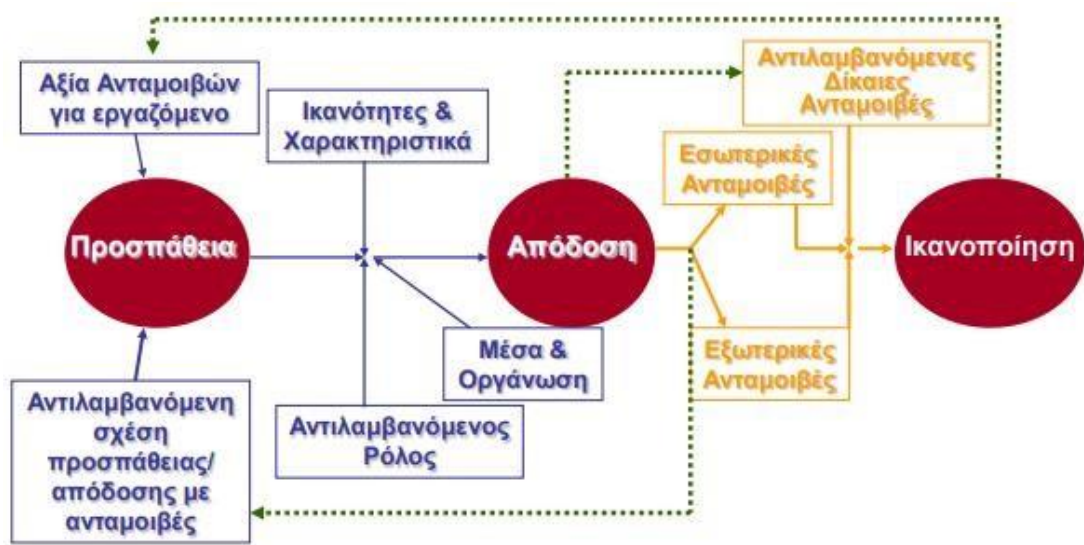 Αξία Ανταμοιβών
για εργαζόμενο
Ικανότητες &
Χαρακτηριστικά
Αντιλαμβανόμενες
Δίκαιες
Ανταμοιβές
Εσωτερικές
Ανταμοιβές
Προσπάθεια
Απόδοση
Ικανοποίηση
Μέσα &
Οργάνωση
Εξωτερικές
Ανταμοιβές
Αντιλαμβανόμενη
σχέση
προσπάθειας/
απόδοσης με
ανταμοιβές
Αντιλαμβανόμενος
Ρόλος